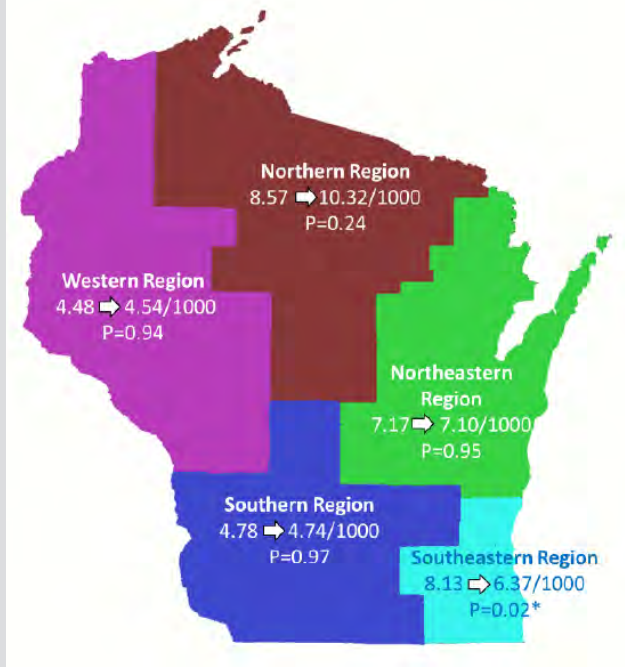 Northern Region
8.57 ➡ 10.32/1000
P=0.24
Western Region
4.48 ➡ 4.54/1000
P=0.94
Northeastern
Region
7.17 ➡ 7.10/1000
P=0.95
Southern Region
4.78 ➡ 4.74/1000
P=0.97
Southeastern Region
8.13 ➡ 6.37/1000
P=0.02*